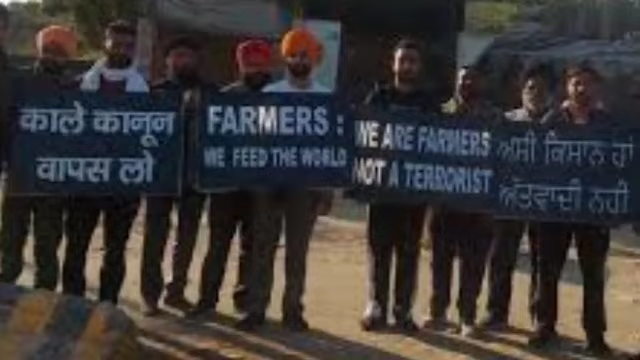 काले कानून
वापस लो
FARMERS :
WE FEED THE WORLD
WE ARE FARMERS
NOT A TERRORIST
ਅਸੀਂ ਕਿਸਾਨ ਹਾਂ
ਅੱਤਵਾਦੀ ਨਹੀਂ